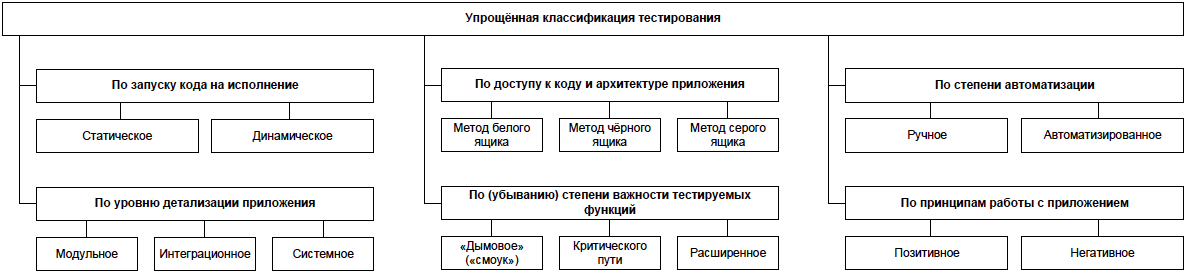 Упрощённая классификация тестирования
По запуску кода на исполнение
Статическое
Динамическое
По доступу к коду и архитектуре приложения
Метод белого
ящика
Метод чёрного
ящика
Метод серого
ящика
По степени автоматизации
Ручное
Автоматизированное
По уровню детализации приложения
Модульное
Интеграционное
Системное
По (убыванию) степени важности тестируемых
функций
«Дымовое»
(«смоук»)
Критического
пути
Расширенное
По принципам работы с приложением
Позитивное
Негативное